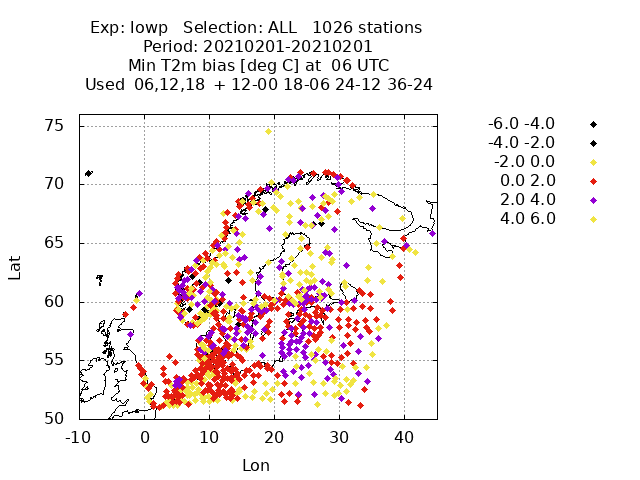 Exp: lowp   Selection: ALL   1026 stations
Period: 20210201-20210201
Min T2m bias [deg C] at  06 UTC
Used  06,12,18  + 12-00 18-06 24-12 36-24
-6.0 -4.0
-4.0 -2.0
-2.0 0.0
0.0 2.0
2.0 4.0
4.0 6.0
75
70
65
60
55
50
Lat
-10 0 10 20 30 40
Lon